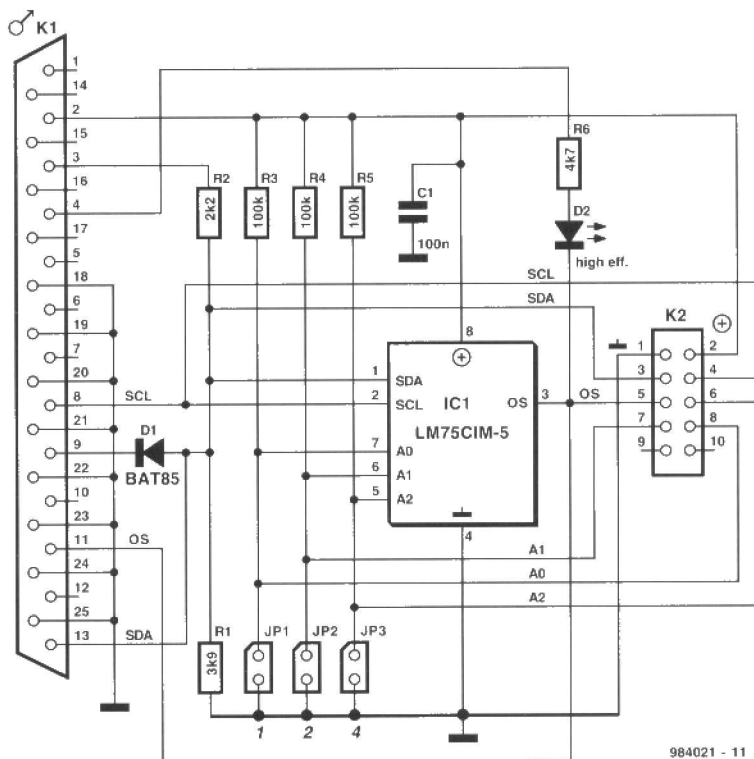 K1
1
14
2
15
3
16
4
17
5
18
6
19
7
20
8
21
9
22
10
23
11
24
12
25
13
SCL
D1
BAT85
OS
SDA
R2
2k2
R3
100k
R4
100k
R5
100k
C1
100n
R6
4k7
D2
high eff.
SCL
SDA
K2
1
2
3
4
5
6
7
8
9
10
8
1
SDA
2
SCL
IC1
LM75CIM-5
OS
3
OS
7
A0
6
A1
5
A2
4
A1
A0
A2
R1
3k9
JP1
JP2
JP3
1
2
4
984021 - 11